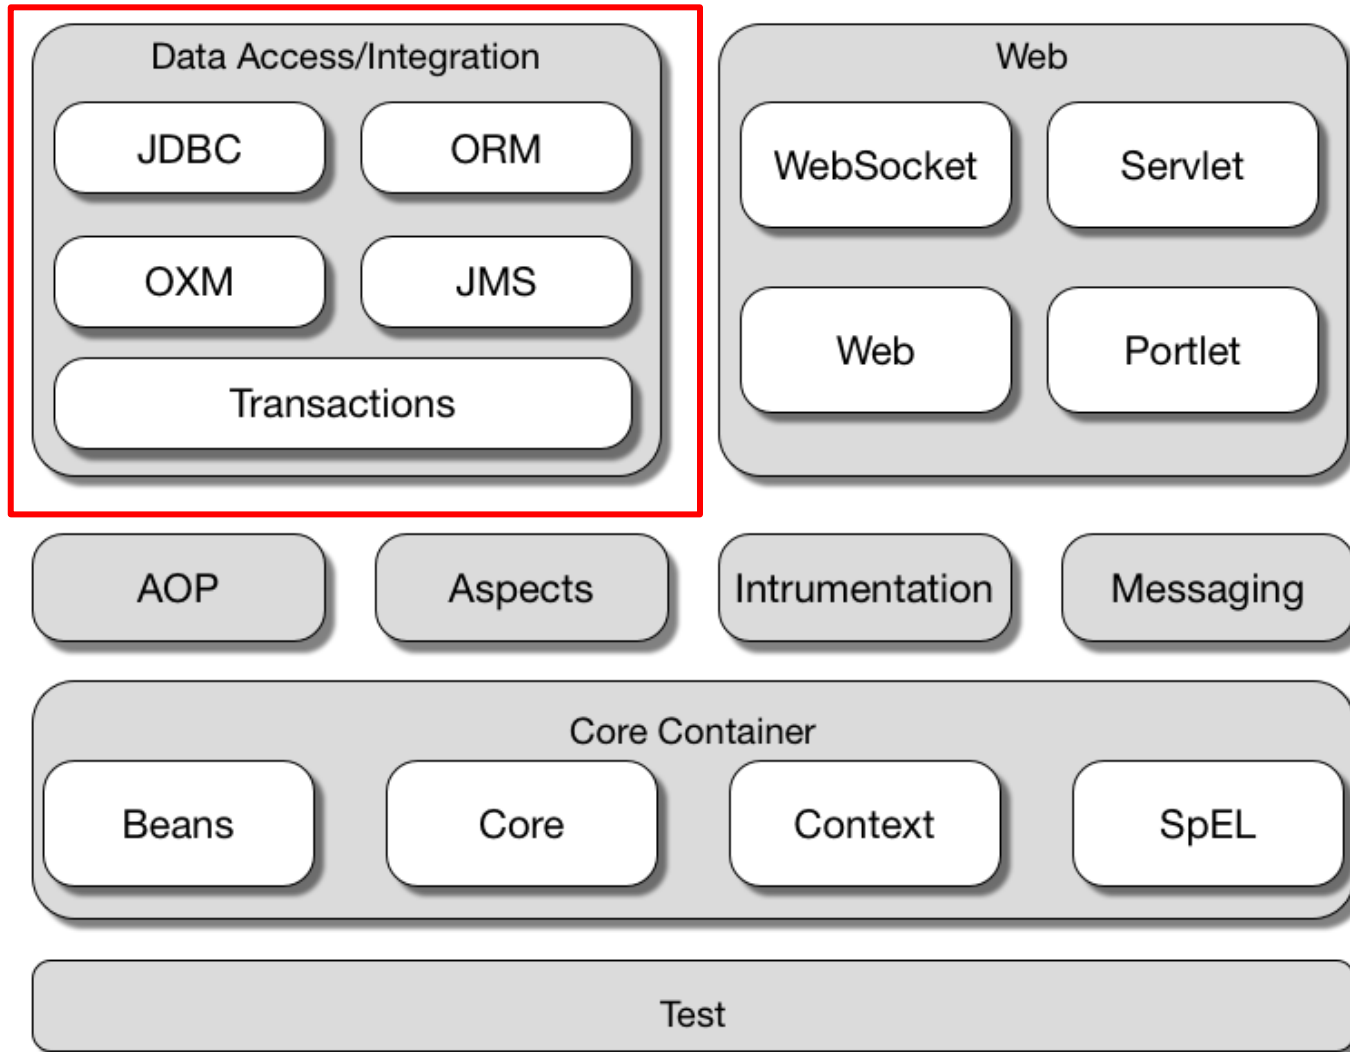 Data Access/Integration
JDBC
ORM
OXM
JMS
Transactions
Web
WebSocket
Servlet
Web
Portlet
AOP
Aspects
Intrumentation
Messaging
Core Container
Beans
Core
Context
SpEL
Test